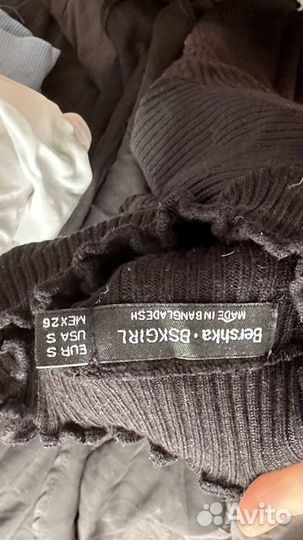 Bershka • BSKGIRL
MADE IN BANGLADESH
EUR S
USA S
MEX 26
Avito